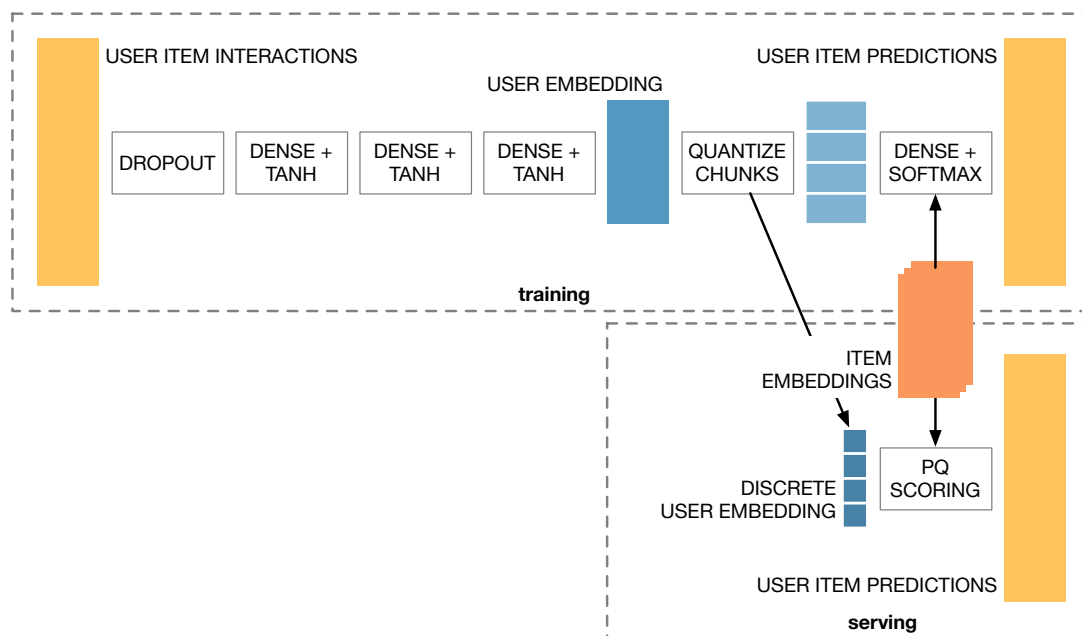 USER ITEM INTERACTIONS
USER ITEM PREDICTIONS
USER EMBEDDING
DROPOUT
DENSE +
TANH
DENSE +
TANH
DENSE +
TANH
QUANTIZE
CHUNKS
DENSE +
SOFTMAX
training
ITEM
EMBEDDINGS
DISCRETE
USER EMBEDDING
PQ
SCORING
USER ITEM PREDICTIONS
serving